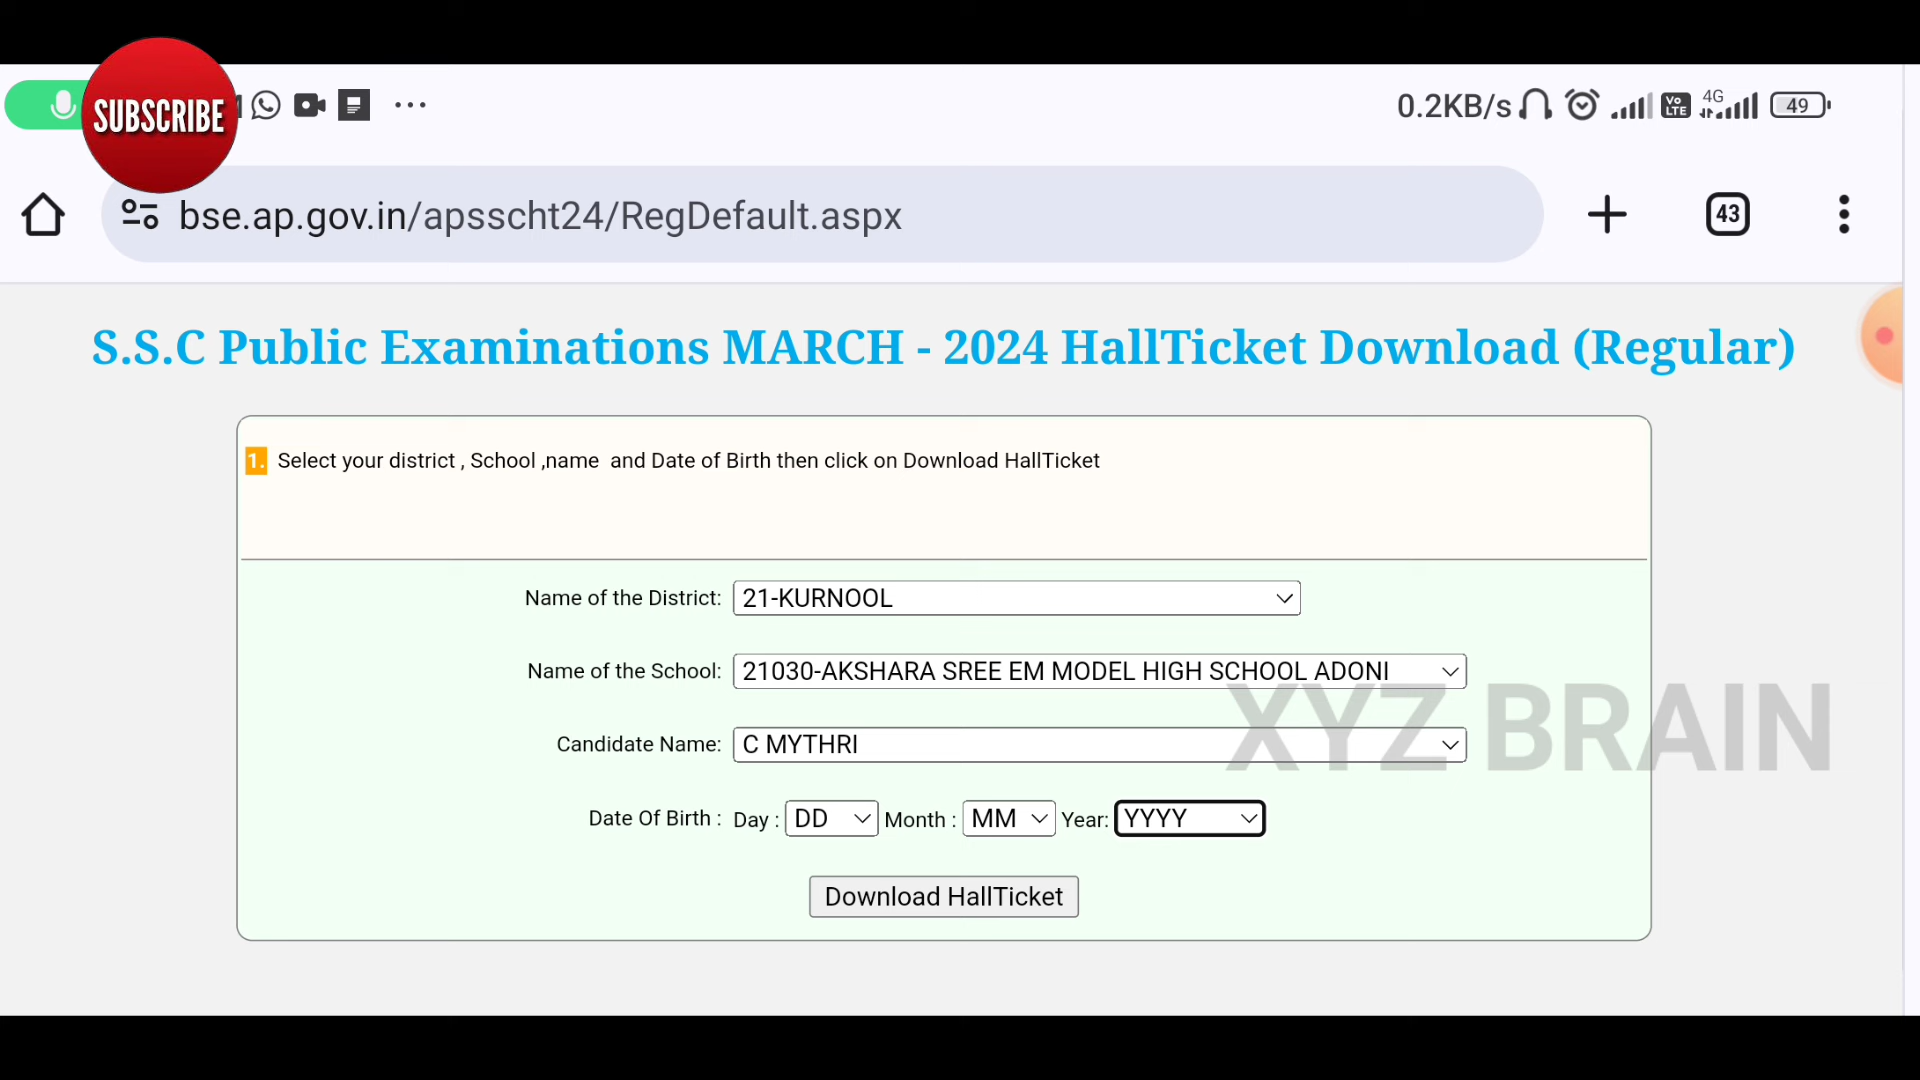 SUBSCRIBE
0.2KB/s
Vo LTE
4G
49
bse.ap.gov.in/apsscht24/RegDefault.aspx
43
S.S.C Public Examinations MARCH - 2024 HallTicket Download (Regular)
1. Select your district , School ,name and Date of Birth then click on Download HallTicket
Name of the District: 21-KURNOOL
Name of the School: 21030-AKSHARA SREE EM MODEL HIGH SCHOOL ADONI
XYZ BRAIN
Candidate Name: C MYTHRI
Date Of Birth : Day : DD Month : MM Year: YYYY
Download HallTicket